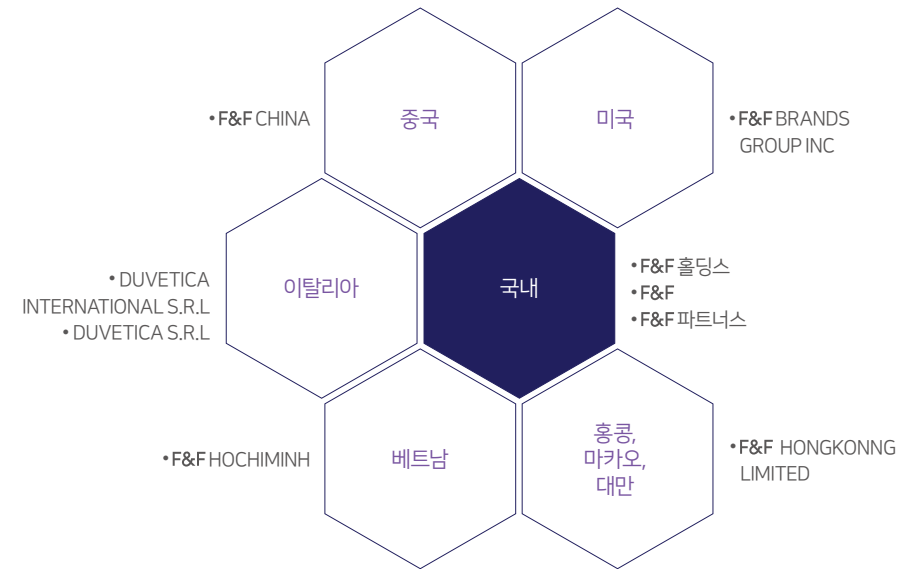 • F&F CHINA
중국
미국
• F&F BRANDS
GROUP INC
• DUVETICA
INTERNATIONAL S.R.L
• DUVETICA S.R.L
이탈리아
국내
• F&F 홀딩스
• F&F
• F&F 파트너스
• F&F HOCHIMINH
베트남
홍콩,
마카오,
대만
• F&F HONGKONNG
LIMITED